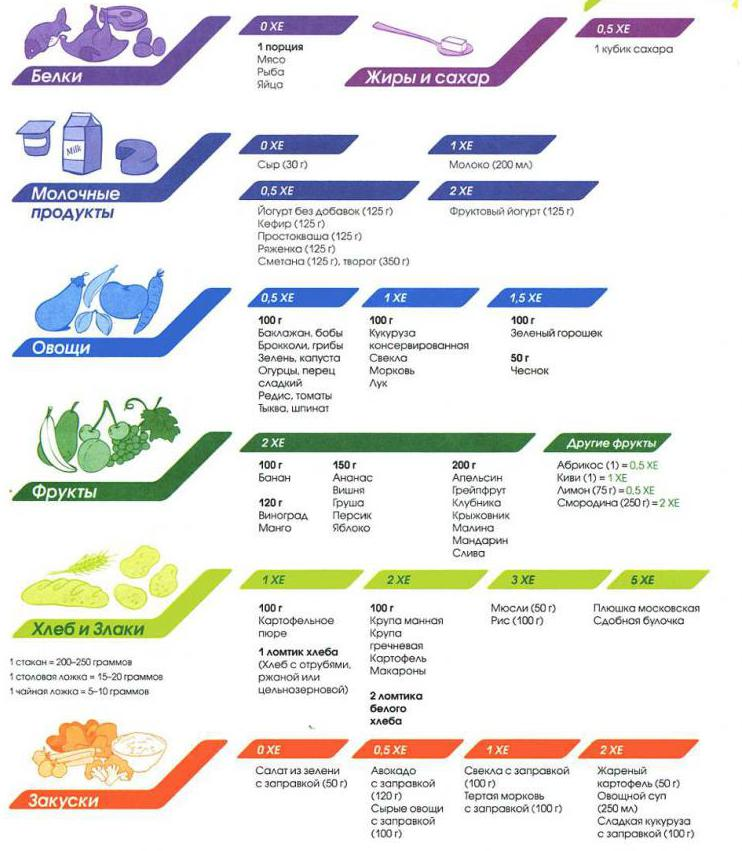 Белки
0 ХЕ
1 порция
Мясо
Рыба
Яйца
Жиры и сахар
0,5 ХЕ
1 кубик сахара
Milk
Молочные
продукты
0 ХЕ
Сыр (30 г)
1 ХЕ
Молоко (200 мл)
0,5 ХЕ
Йогурт без добавок (125 г)
Кефир (125 г)
Простокваша (125 г)
Ряженка (125 г)
Сметана (125 г), творог (350 г)
2 ХЕ
Фруктовый йогурт (125 г)
Овощи
0,5 ХЕ
100 г
Баклажан, бобы
Брокколи, грибы
Зелень, капуста
Огурцы, перец
сладкий
Редис, томаты
Тыква, шпинат
1 ХЕ
100 г
Кукуруза
консервированная
Свекла
Морковь
Лук
1,5 ХЕ
100 г
Зеленый горошек
50 г
Чеснок
Фрукты
2 ХЕ
100 г
Банан
120 г
Виноград
Манго
150 г
Ананас
Вишня
Груша
Персик
Яблоко
200 г
Апельсин
Грейпфрут
Клубника
Крыжовник
Малина
Мандарин
Слива
Другие фрукты
Абрикос (1) = 0,5 ХЕ
Киви (1) = 1 ХЕ
Лимон (75 г) = 0,5 ХЕ
Смородина (250 г) = 2 ХЕ
Хлеб и Злаки
1 стакан = 200–250 граммов
1 столовая ложка = 15–20 граммов
1 чайная ложка = 5–10 граммов
1 ХЕ
100 г
Картофельное
пюре
1 ломтик хлеба
(Хлеб с отрубями,
ржаной или
цельнозерновой)
2 ХЕ
100 г
Крупа манная
Крупа
гречневая
Картофель
Макароны
2 ломтика
белого
хлеба
3 ХЕ
Мюсли (50 г)
Рис (100 г)
5 ХЕ
Плюшка московская
Сдобная булочка
Закуски
0 ХЕ
Салат из зелени
с заправкой (50 г)
0,5 ХЕ
Авокадо
с заправкой
(120 г)
Сырые овощи
с заправкой
(100 г)
1 ХЕ
Свекла с заправкой
(100 г)
Тертая морковь
с заправкой (100 г)
2 ХЕ
Жареный
картофель (50 г)
Овощной суп
(250 мл)
Сладкая кукуруза
с заправкой (100 г)